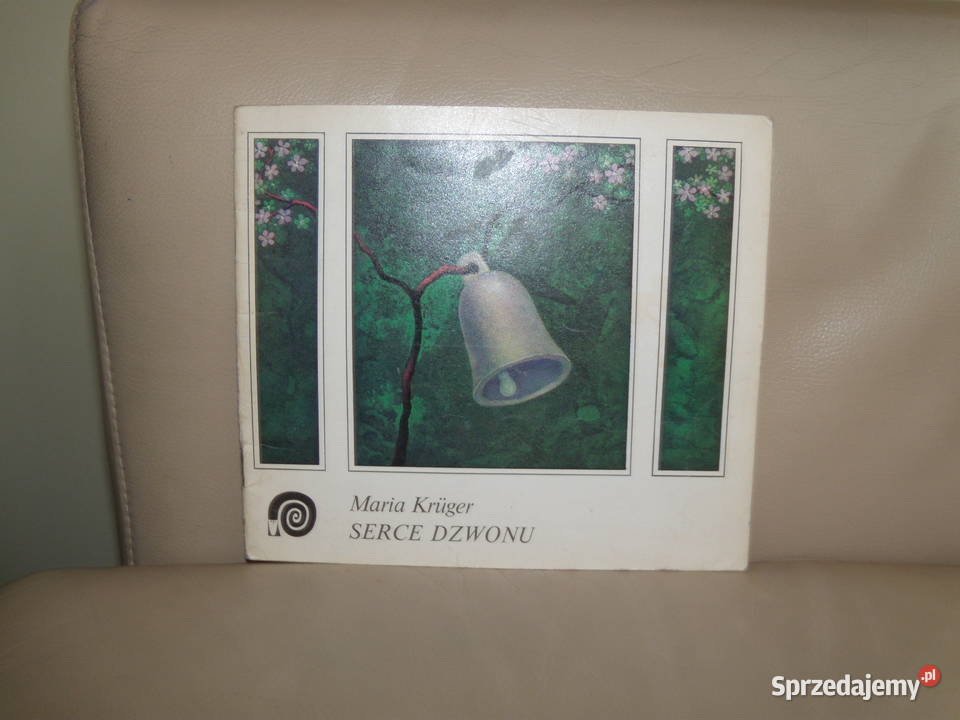 Maria Krüger
SERCE DZWONU
Sprzedajemy.pl